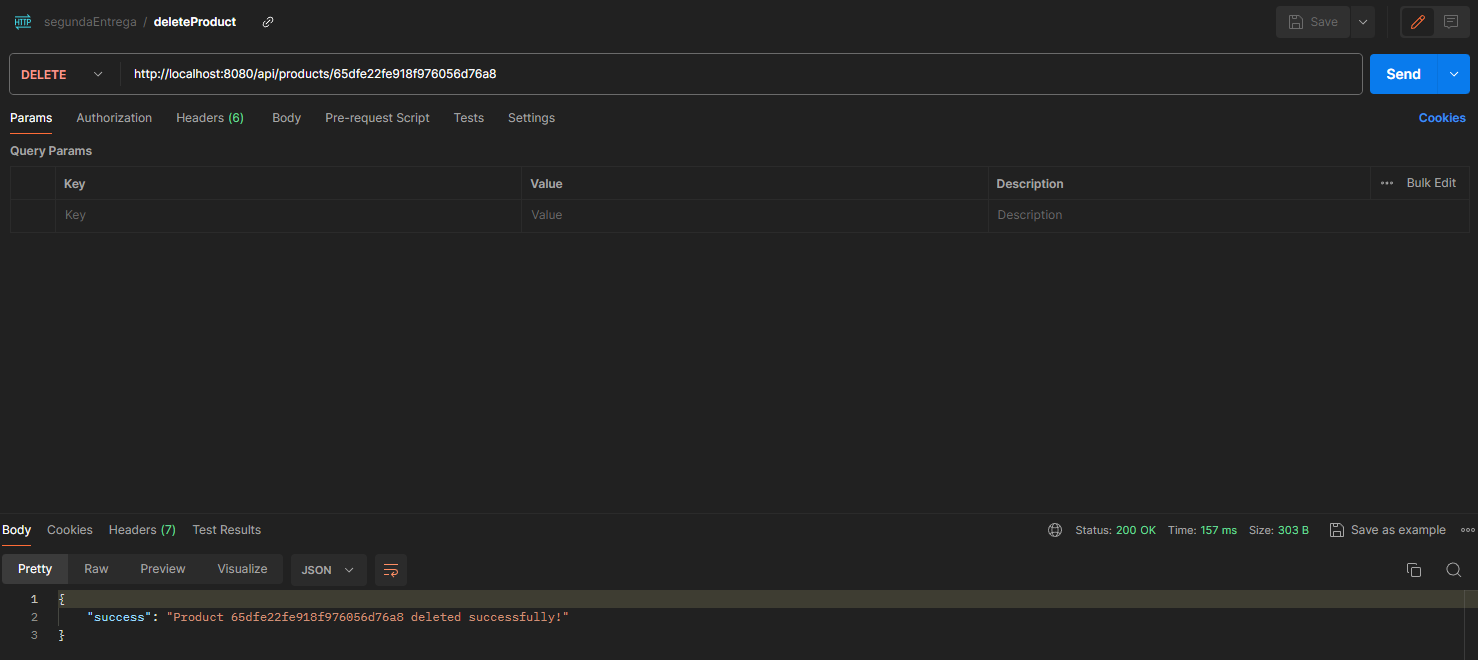 HTTP segundaEntrega / deleteProduct Save
DELETE http://localhost:8080/api/products/65dfe22fe918f976056d76a8 Send
Params Authorization Headers (6) Body Pre-request Script Tests Settings Cookies
Query Params
Key Value Description Bulk Edit
Key Value Description
Body Cookies Headers (7) Test Results Status: 200 OK Time: 157 ms Size: 303 B Save as example
Pretty Raw Preview Visualize JSON
1 {
2 "success": "Product 65dfe22fe918f976056d76a8 deleted successfully!"
3 }